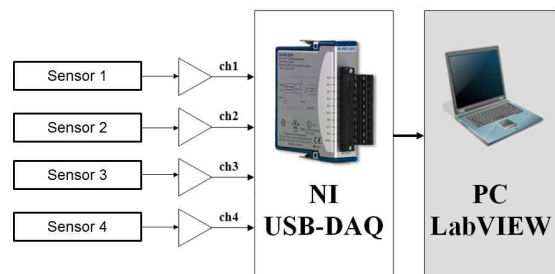 Sensor 1
ch1
Sensor 2
ch2
Sensor 3
ch3
Sensor 4
ch4
NI
USB-DAQ
PC
LabVIEW